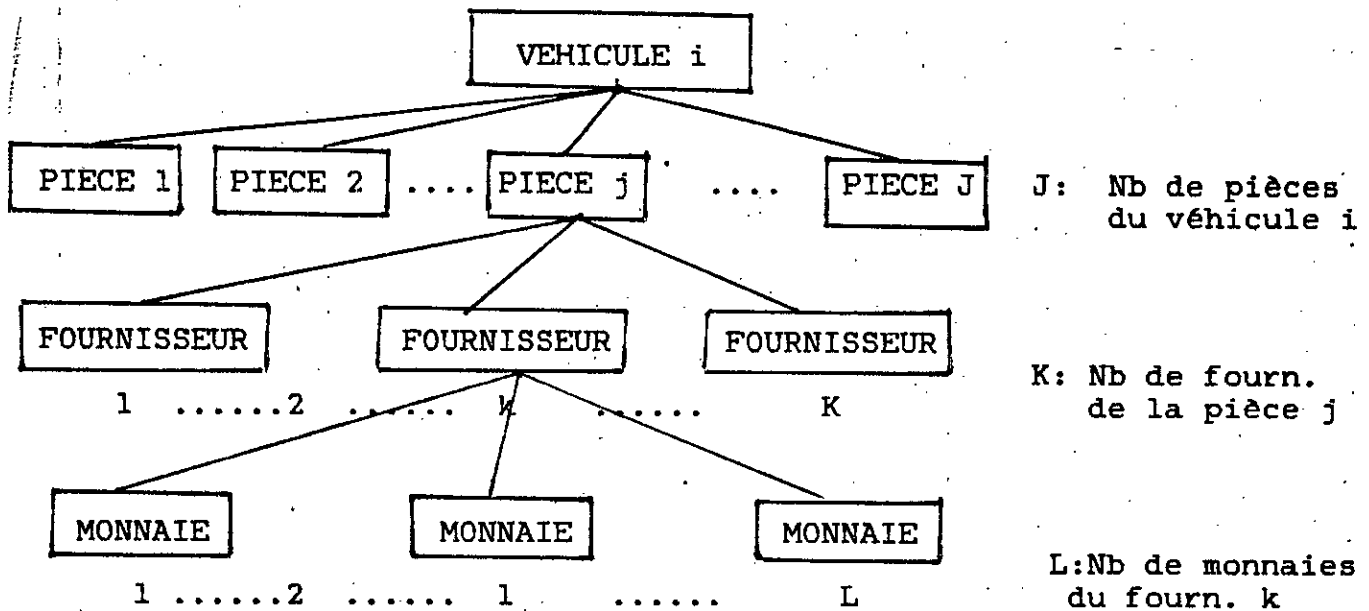 VEHICULE i
PIECE 1 PIECE 2 .... PIECE j .... PIECE J
J: Nb de pièces
du véhicule i
FOURNISSEUR FOURNISSEUR FOURNISSEUR
1 ......2 ...... k ...... K
K: Nb de fourn.
de la pièce j
MONNAIE MONNAIE MONNAIE
1 ......2 ...... l ...... L
L:Nb de monnaies
du fourn. k